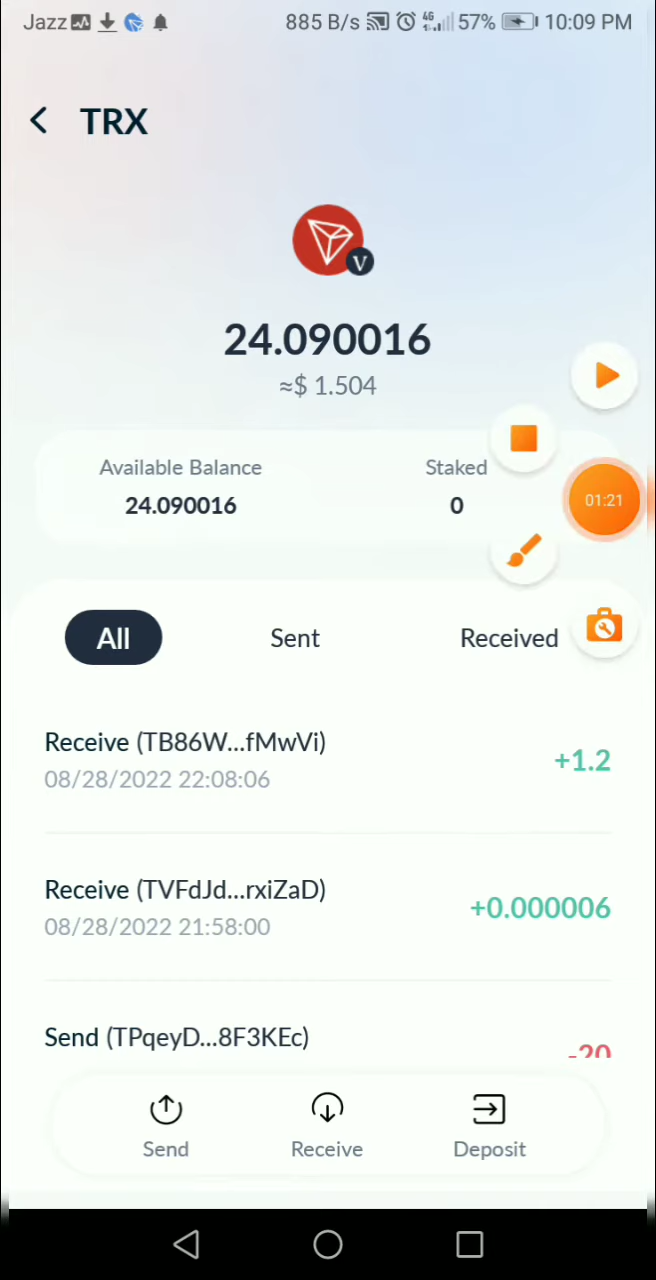 Jazz 885 B/s 4G 57% 10:09 PM
TRX
V
24.090016
≈$ 1.504
Available Balance Staked
24.090016 0
01:21
All Sent Received
Receive (TB86W...fMwVi)
+1.2
08/28/2022 22:08:06
Receive (TVFdJd...rxiZaD)
+0.000006
08/28/2022 21:58:00
Send (TPqeyD...8F3KEc)
-20
Send Receive Deposit